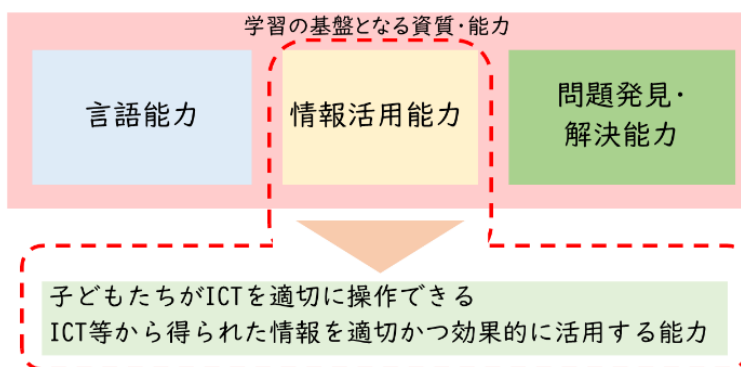 学習の基盤となる資質・能力
言語能力
情報活用能力
問題発見・
解決能力
子どもたちがICTを適切に操作できる
ICT等から得られた情報を適切かつ効果的に活用する能力